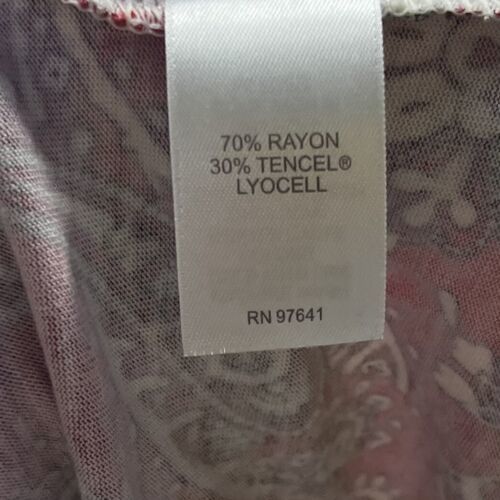 70% RAYON
30% TENCEL®
LYOCELL
RN 97641